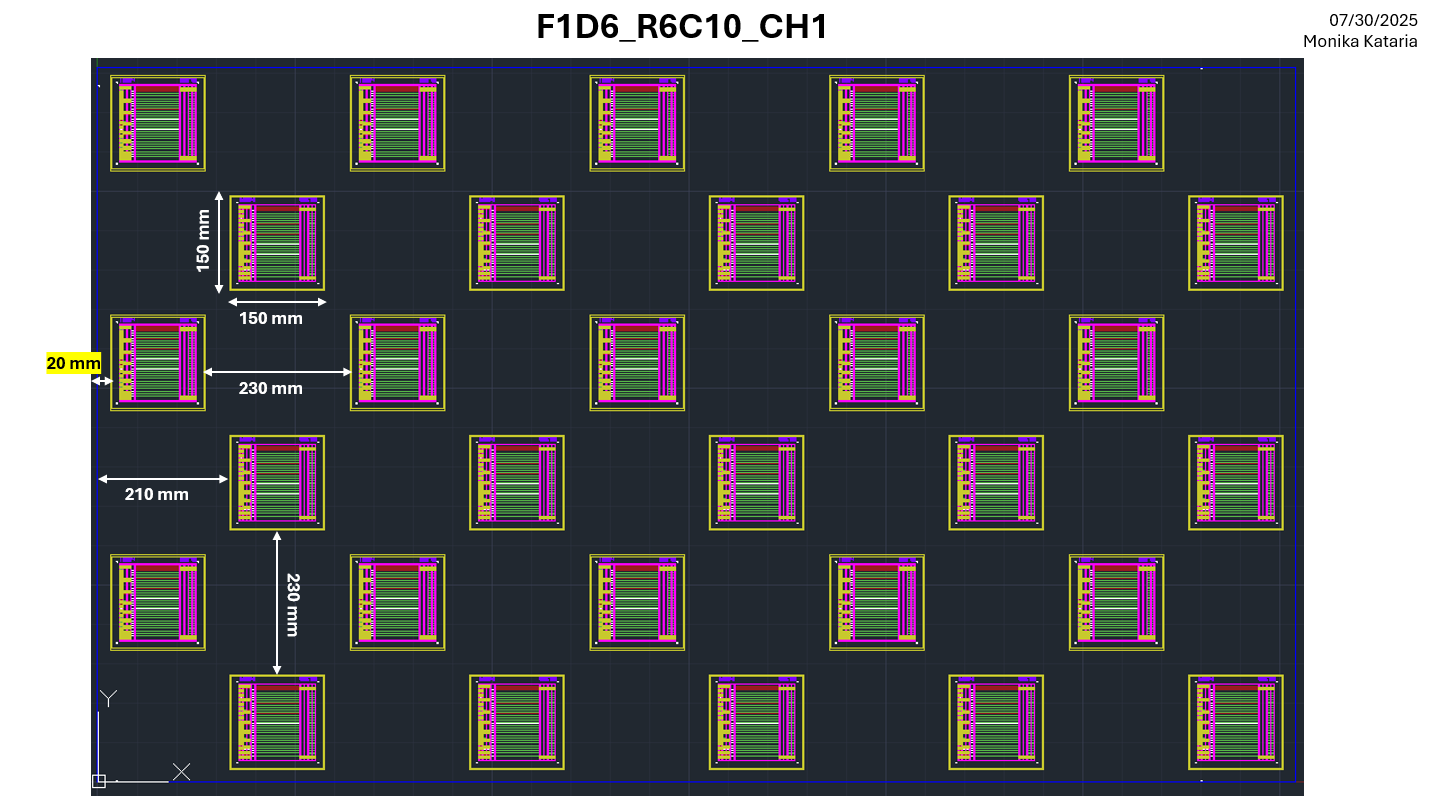 F1D6_R6C10_CH1
07/30/2025
Monika Kataria
150 mm
150 mm
20 mm
230 mm
210 mm
230 mm
Y
X